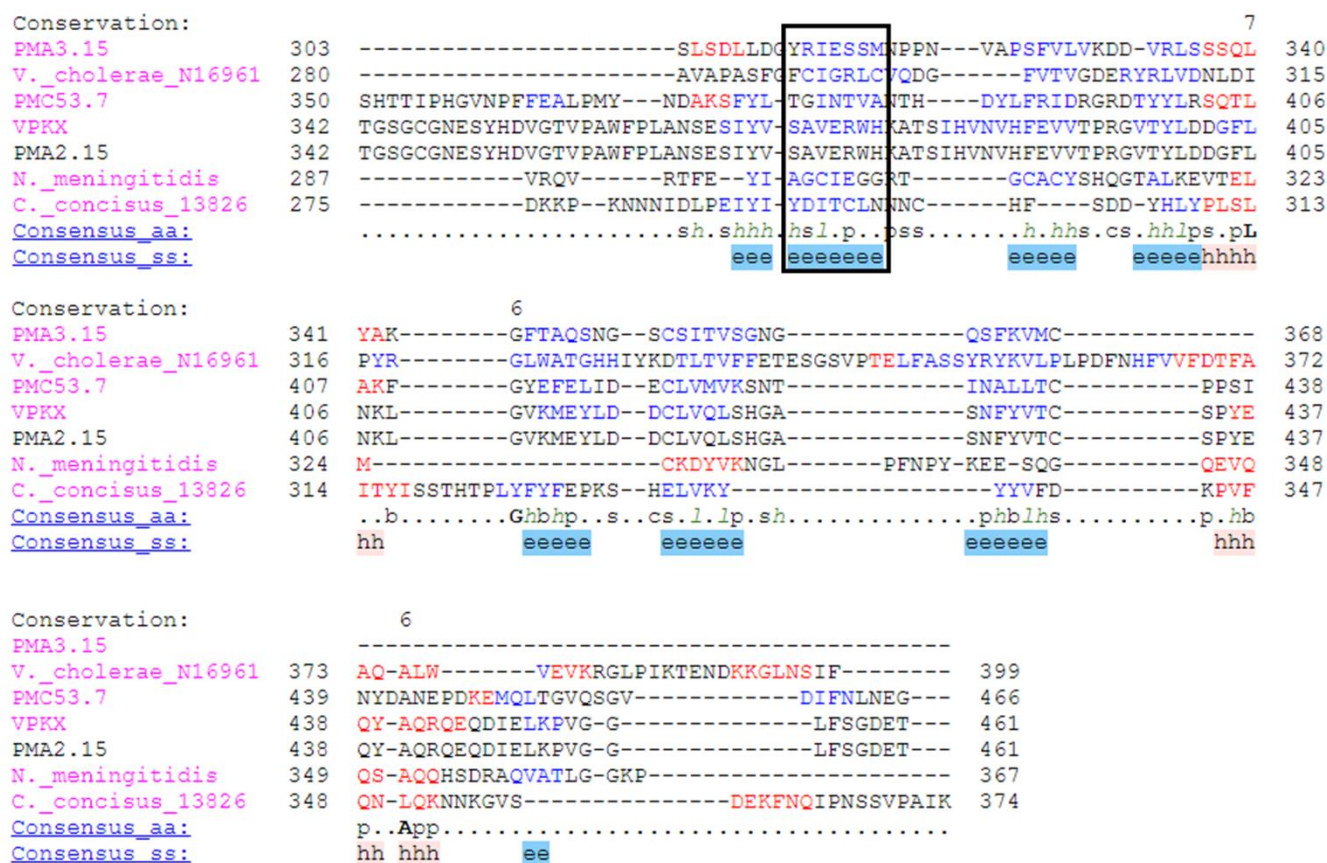 Conservation: 7
PMA3.15 303 -----------------------SLSDLLDGYRIESSMNPPN---VAPSFVLVKDD-VRLSSSQL 340
V._cholerae_N16961 280 -----------------------AVAPASFGFCIGRLCVQDG------FVTVGDERYRLVDNLDI 315
PMC53.7 350 SHTTIPHGVNPFFEALPMY---NDAKSFYL-TGINTVANTH----DYLFRIDRGRDTYYLRSQTL 406
VPKX 342 TGSGCGNESYHDVGTVPAWFPLANSESIYV-SAVERWHKATSIHVNVHFEVVTPRGVTYLDDGFL 405
PMA2.15 342 TGSGCGNESYHDVGTVPAWFPLANSESIYV-SAVERWHKATSIHVNVHFEVVTPRGVTYLDDGFL 405
N._meningitidis 287 ------------VRQV------RTFE--YI-AGCIEGGRT-------GCACYSHQGTALKEVTEL 323
C._concisus_13826 275 ------------DKKP--KNNNIDLPEIYI-YDITCLNNNC------HF----SDD-YHLYPLSL 313
Consensus_aa: .......................sh.shhh.hsl.p..pss.......h.hhs.cs.hhlps.pL
Consensus_ss: eee eeeeeee eeeee eeeeehhhh
Conservation: 6
PMA3.15 341 YAK--------GFTAQSNG--SCSITVSGNG-------------QSFKVMC-------------- 368
V._cholerae_N16961 316 PYR--------GLWATGHHIYKDTLTVFFETESGSVPTELFASSYRYKVLPLPDFNHFVVFDTFA 372
PMC53.7 407 AKF--------GYEFELID--ECLVMVKSNT-------------INALLTC----------PPSI 438
VPKX 406 NKL--------GVKMEYLD--DCLVQLSHGA-------------SNFYVTC----------SPYE 437
PMA2.15 406 NKL--------GVKMEYLD--DCLVQLSHGA-------------SNFYVTC----------SPYE 437
N._meningitidis 324 M---------------------CKDYVKNGL-------PFNPY-KEE-SQG----------QEVQ 348
C._concisus_13826 314 ITYISSTHTPLYFYFEPKS--HELVKY-------------------YYVFD----------KPVF 347
Consensus_aa: ..b........Ghbhp..s..cs.l.lp.sh.............phblhs...........p.hb
Consensus_ss: hh eeeee eeeeee eeeeee hhh
Conservation: 6
PMA3.15 -------------------------------------------
V._cholerae_N16961 373 AQ-ALW-------VEVKRGLPIKTENDKKGLNSIF-------- 399
PMC53.7 439 NYDANEPDKEMQLTGVQSGV------------DIFNLNEG--- 466
VPKX 438 QY-AQRQEQDIELKPVG-G--------------LFSGDET--- 461
PMA2.15 438 QY-AQRQEQDIELKPVG-G--------------LFSGDET--- 461
N._meningitidis 349 QS-AQQHSDRAQVATLG-GKP---------------------- 367
C._concisus_13826 348 QN-LQKNNKGVS---------------DEKFNQIPNSSVPAIK 374
Consensus_aa: p..App.....................................
Consensus_ss: hh hhh ee